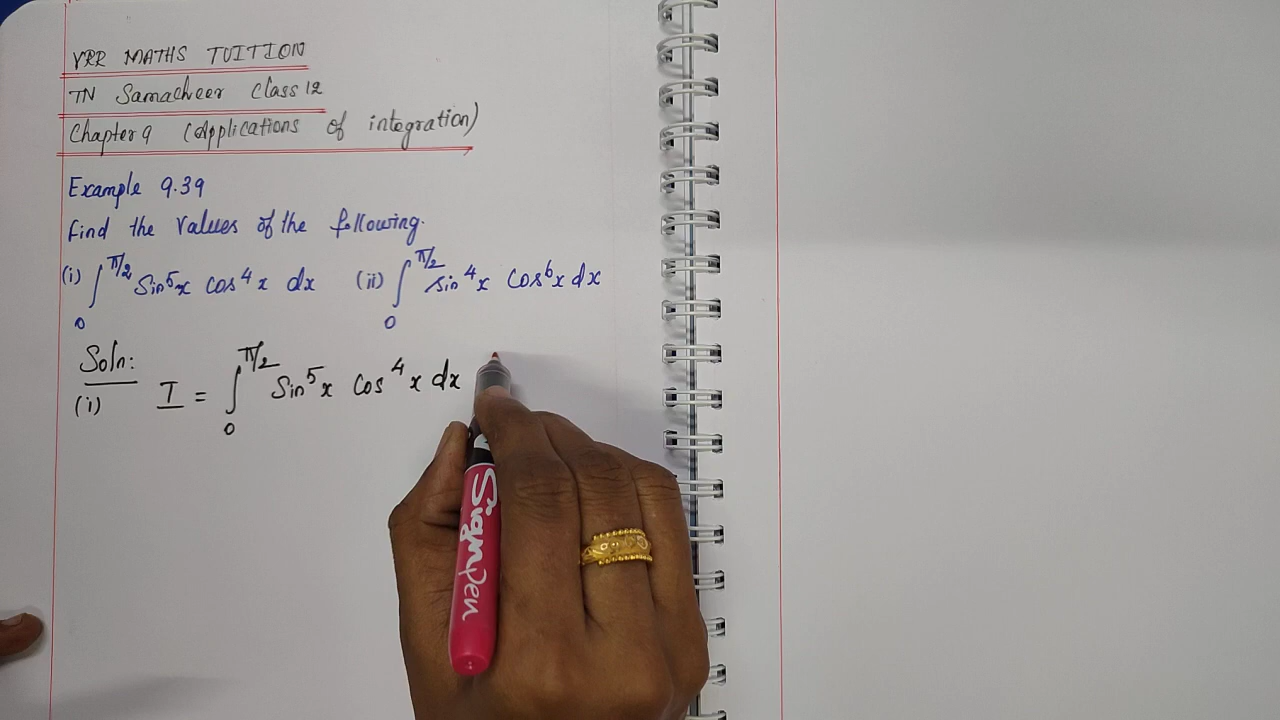 VRR MATHS TUITION
TN Samacheer Class 12
Chapter 9 (Applications of integration)
Example 9.39
Find the values of the following.
(i) ∫₀^π/2 Sin⁵x cos⁴x dx (ii) ∫₀^π/2 sin⁴x cos⁶x dx
Soln:
(i) I = ∫₀^π/2 Sin⁵x cos⁴x dx
Signpen